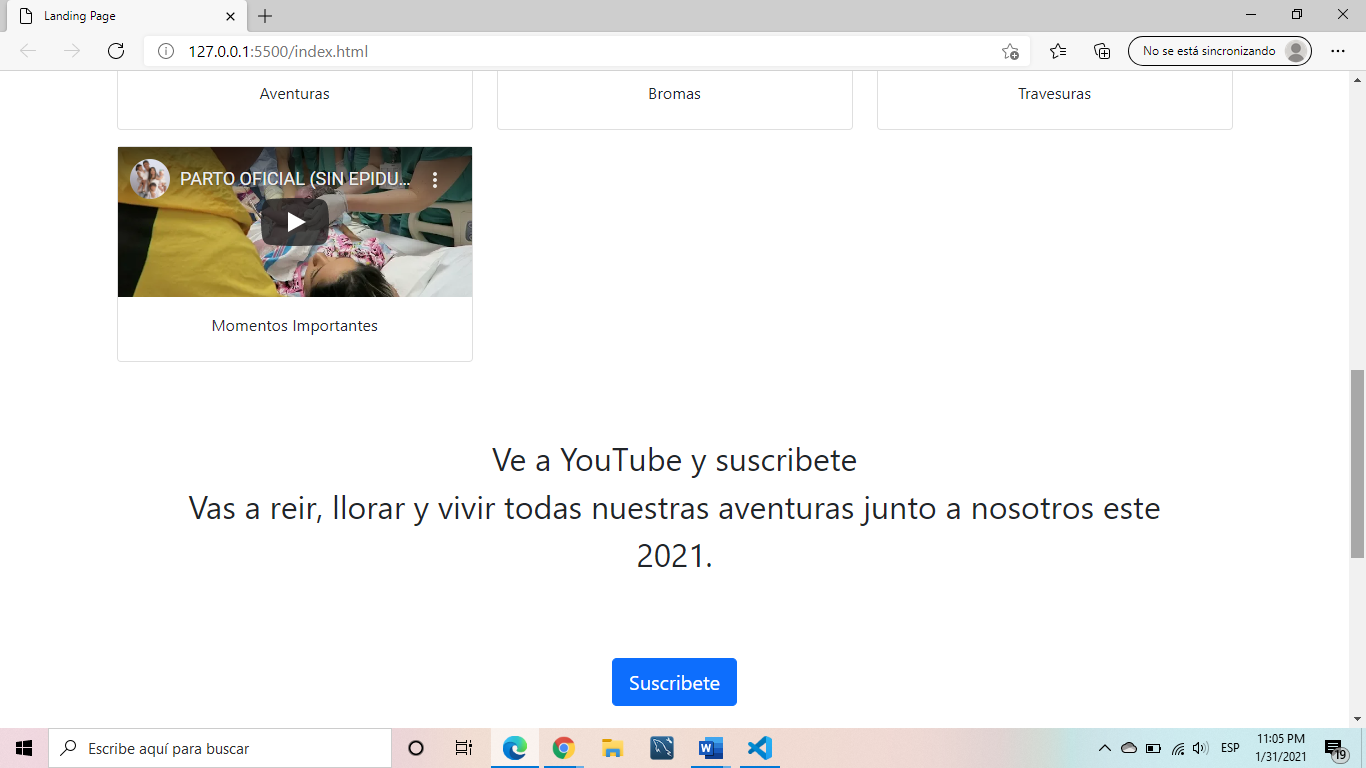 Landing Page
127.0.0.1:5500/index.html
No se está sincronizando
Aventuras
Bromas
Travesuras
PARTO OFICIAL (SIN EPIDU...
Momentos Importantes
Ve a YouTube y suscribete
Vas a reir, llorar y vivir todas nuestras aventuras junto a nosotros este
2021.
Suscribete
Escribe aquí para buscar
ESP
11:05 PM
1/31/2021
19